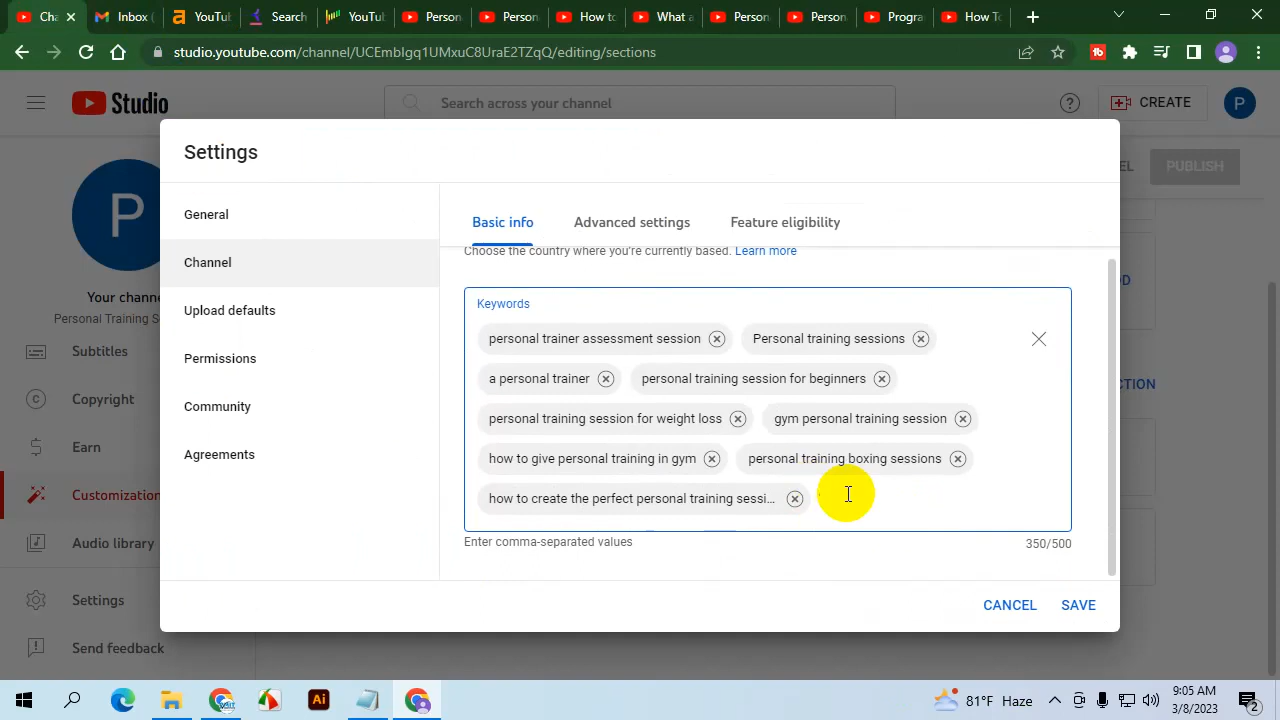 Cha
Inbox (
YouTu
Search
YouTu
Person
Person
How to
What a
Person
Person
Progra
How To
studio.youtube.com/channel/UCEmbIgq1UMxuC8UraE2TZqQ/editing/sections
Studio
Search across your channel
CREATE
P
P
Your chann
Personal Training S
Subtitles
Copyright
Earn
Customization
Audio library
Settings
Send feedback
EL
PUBLISH
D
CTION
Settings
General
Channel
Upload defaults
Permissions
Community
Agreements
Basic info
Advanced settings
Feature eligibility
Choose the country where you're currently based. Learn more
Keywords
personal trainer assessment session
Personal training sessions
a personal trainer
personal training session for beginners
personal training session for weight loss
gym personal training session
how to give personal training in gym
personal training boxing sessions
how to create the perfect personal training sessi...
Enter comma-separated values
350/500
CANCEL
SAVE
Ai
81°F Haze
9:05 AM
3/8/2023
2